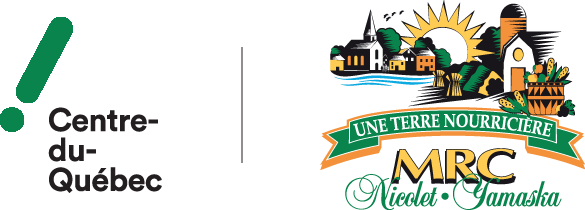 Centre-
du-
Québec
UNE TERRE NOURRICIÈRE
MRC
Nicolet • Yamaska